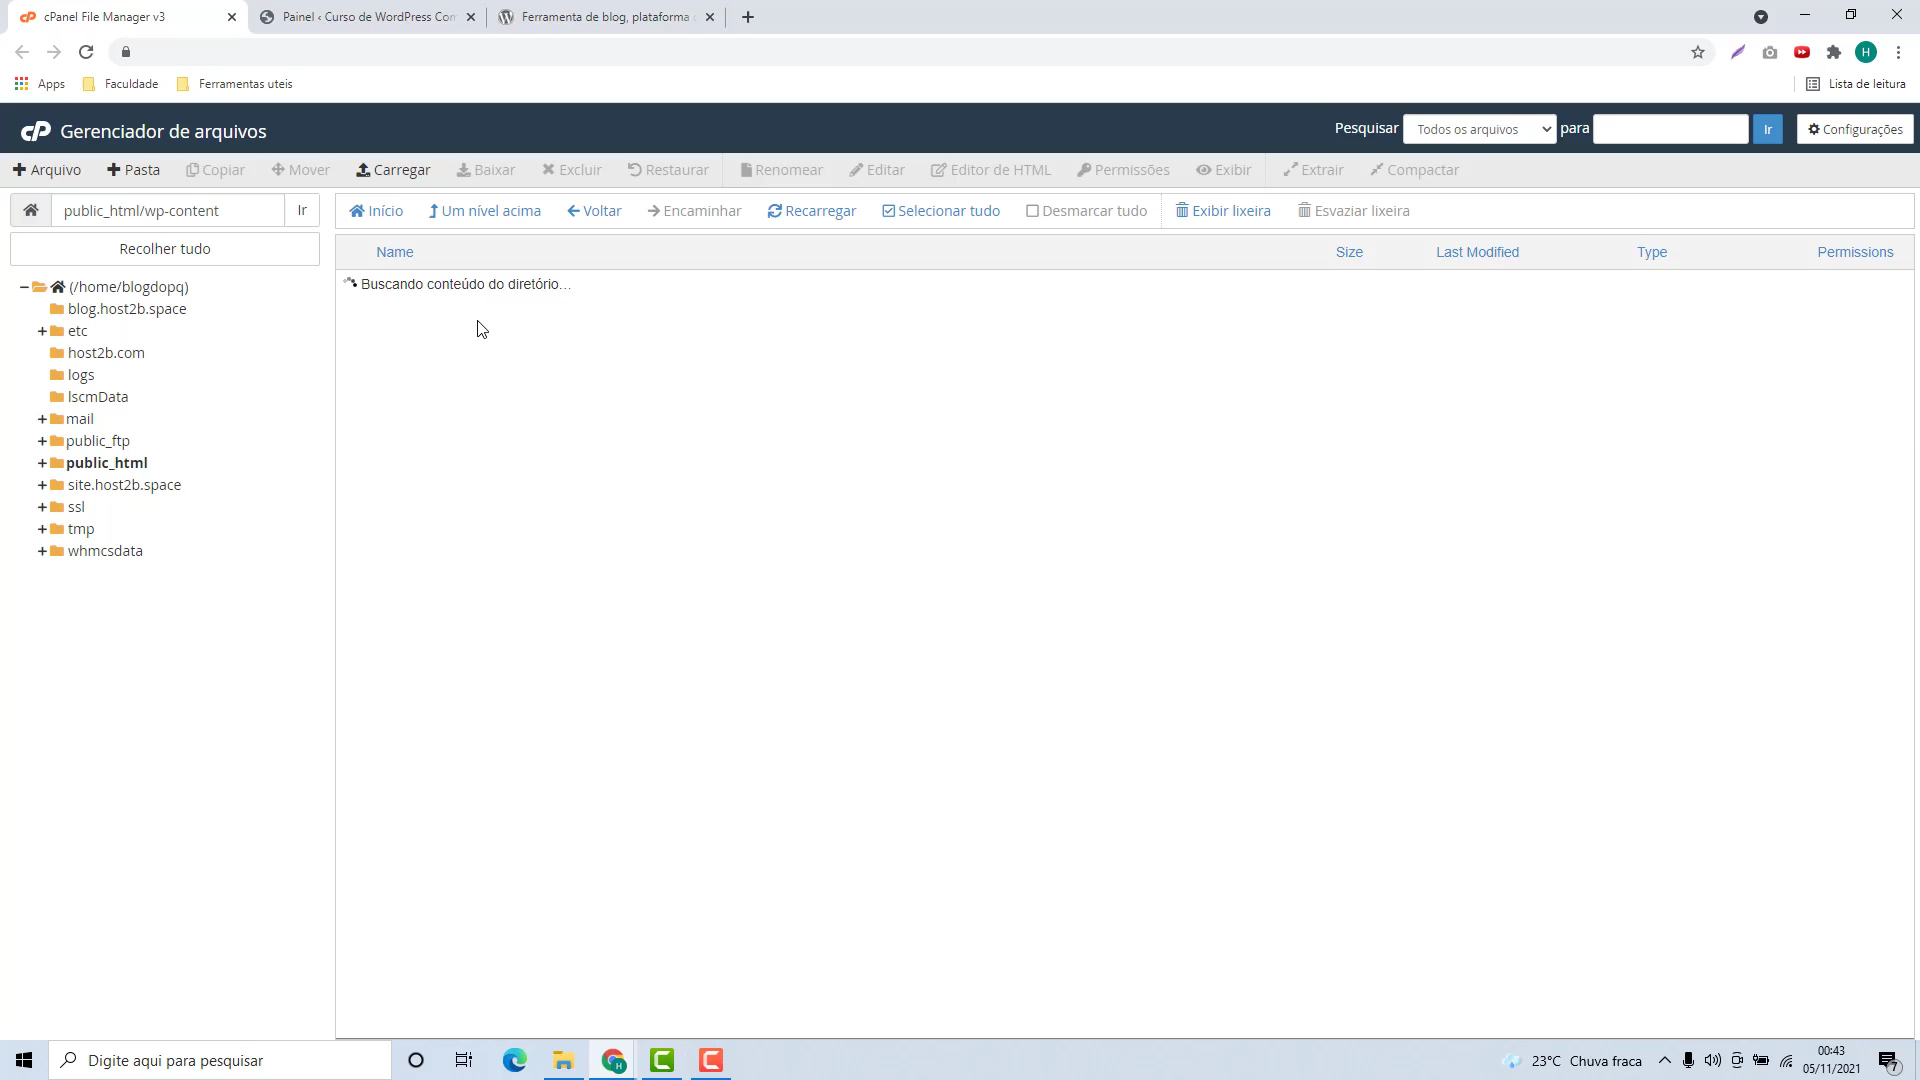 cPanel File Manager v3
Painel ‹ Curso de WordPress Com
Ferramenta de blog, plataforma
H
Apps
Faculdade
Ferramentas uteis
Lista de leitura
cP Gerenciador de arquivos
Pesquisar Todos os arquivos para Ir Configurações
Arquivo Pasta Copiar Mover Carregar Baixar Excluir Restaurar Renomear Editar Editor de HTML Permissões Exibir Extrair Compactar
public_html/wp-content Ir
Início Um nível acima Voltar Encaminhar Recarregar Selecionar tudo Desmarcar tudo Exibir lixeira Esvaziar lixeira
Recolher tudo
Name Size Last Modified Type Permissions
Buscando conteúdo do diretório...
(/home/blogdopq)
blog.host2b.space
etc
host2b.com
logs
lscmData
mail
public_ftp
public_html
site.host2b.space
ssl
tmp
whmcsdata
Digite aqui para pesquisar
23°C Chuva fraca
00:43
05/11/2021
7